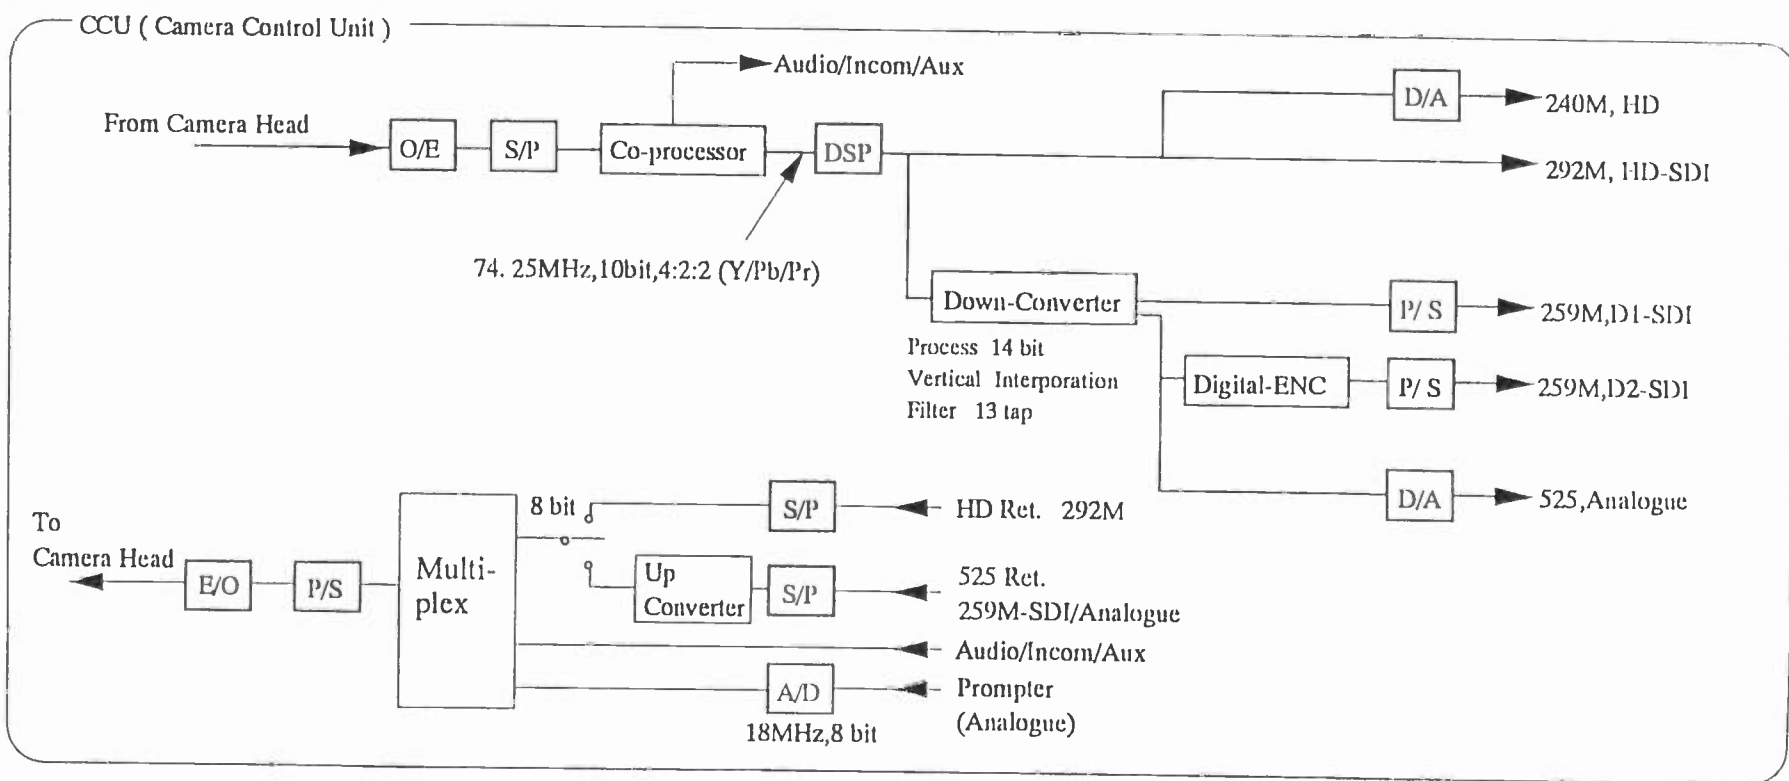 CCU ( Camera Control Unit )
Audio/Incom/Aux
From Camera Head
O/E
S/P
Co-processor
DSP
D/A
240M, HD
292M, HD-SDI
74. 25MHz,10bit,4:2:2 (Y/Pb/Pr)
Down-Converter
P/ S
259M,D1-SDI
Process 14 bit
Vertical Interporation
Filter 13 tap
Digital-ENC
P/ S
259M,D2-SDI
D/A
525,Analogue
8 bit
S/P
HD Ret. 292M
To
Camera Head
E/O
P/S
Multi-
plex
Up
Converter
S/P
525 Ret.
259M-SDI/Analogue
Audio/Incom/Aux
A/D
Prompter
(Analogue)
18MHz,8 bit